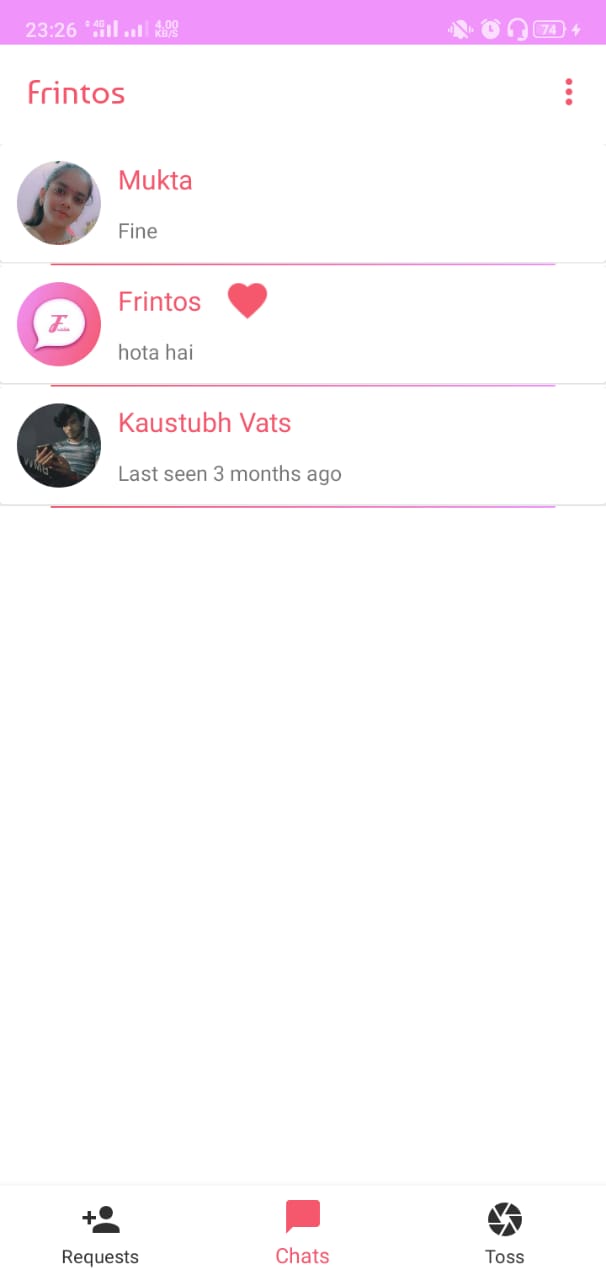 23:26 4G 4.00 KB/S 74
Frintos
Mukta
Fine
Frintos
hota hai
Kaustubh Vats
Last seen 3 months ago
Requests
Chats
Toss